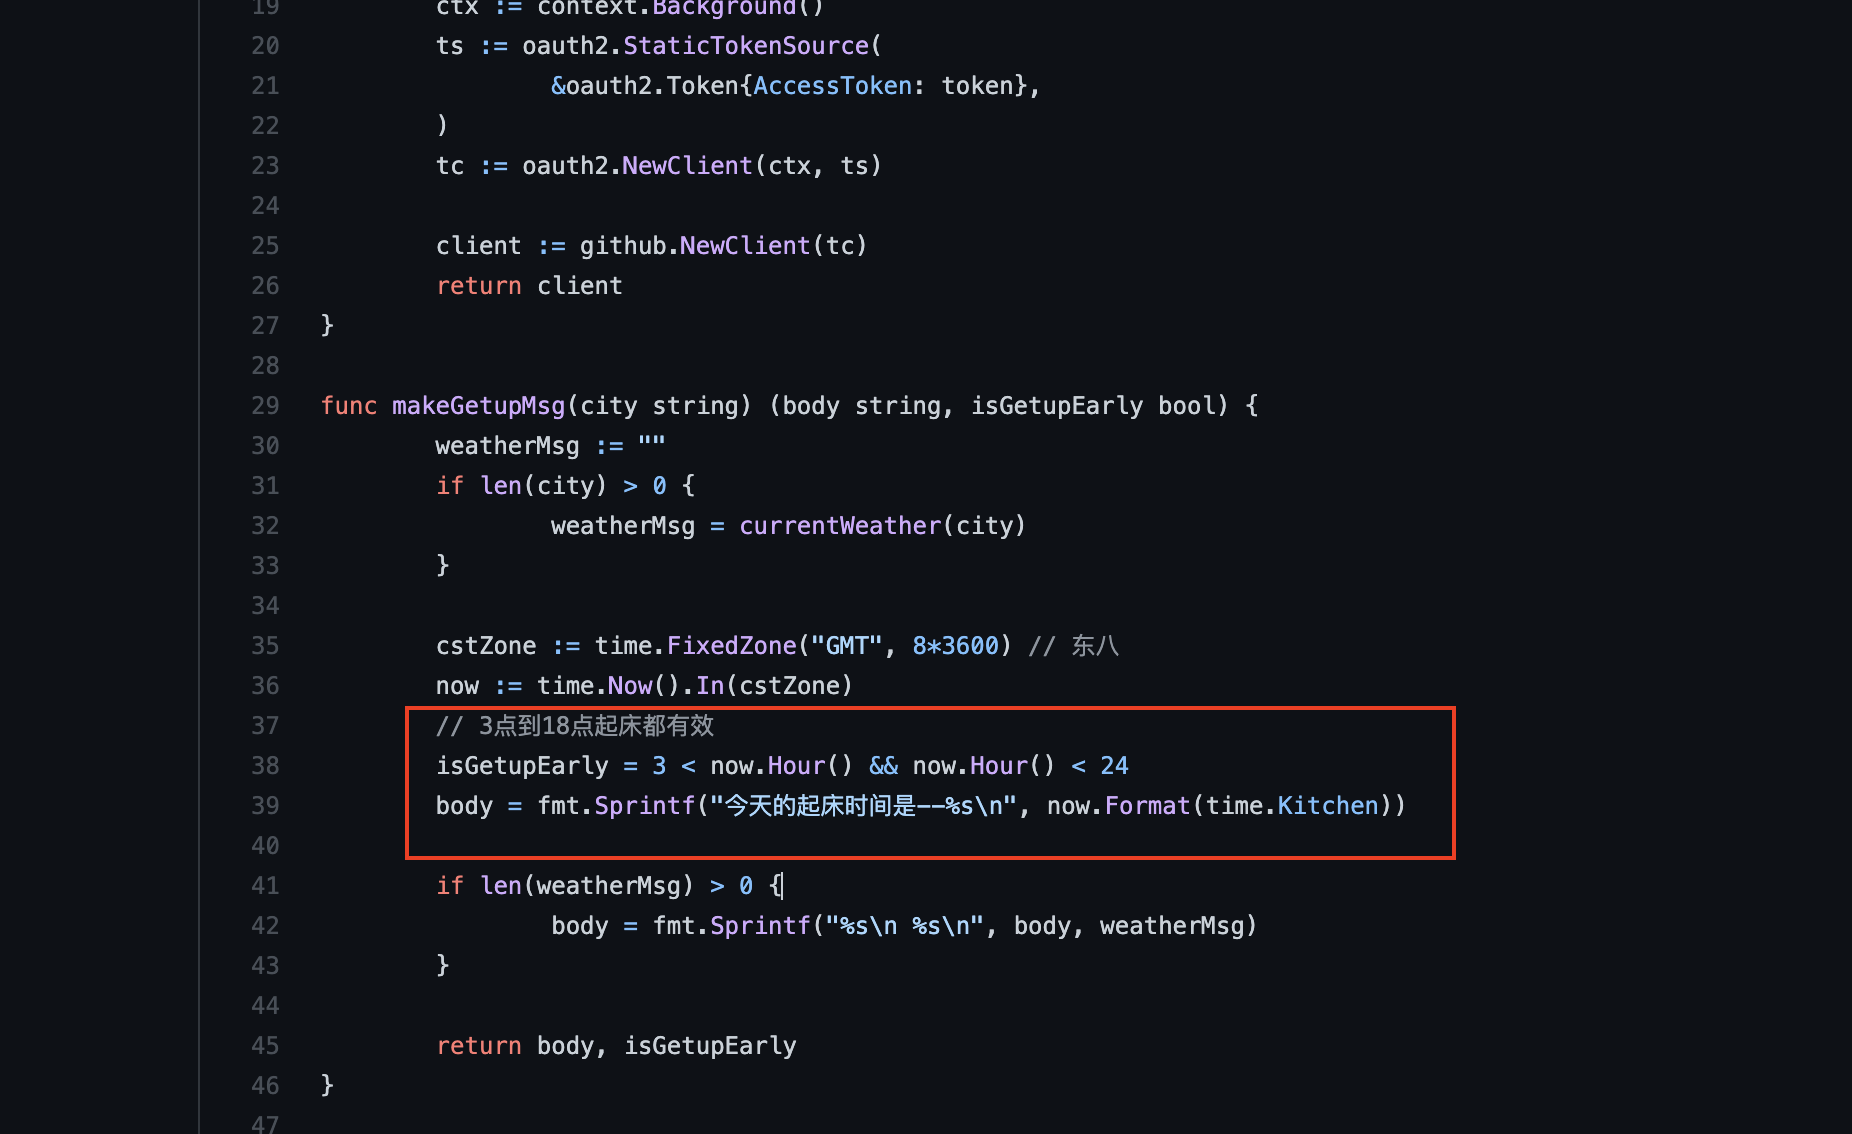 19 ctx := context.Background()
20 ts := oauth2.StaticTokenSource(
21 &oauth2.Token{AccessToken: token},
22 )
23 tc := oauth2.NewClient(ctx, ts)
24
25 client := github.NewClient(tc)
26 return client
27 }
28
29 func makeGetupMsg(city string) (body string, isGetupEarly bool) {
30 weatherMsg := ""
31 if len(city) > 0 {
32 weatherMsg = currentWeather(city)
33 }
34
35 cstZone := time.FixedZone("GMT", 8*3600) // 东八
36 now := time.Now().In(cstZone)
37 // 3点到18点起床都有效
38 isGetupEarly = 3 < now.Hour() && now.Hour() < 24
39 body = fmt.Sprintf("今天的起床时间是--%s\n", now.Format(time.Kitchen))
40
41 if len(weatherMsg) > 0 {
42 body = fmt.Sprintf("%s\n %s\n", body, weatherMsg)
43 }
44
45 return body, isGetupEarly
46 }
47